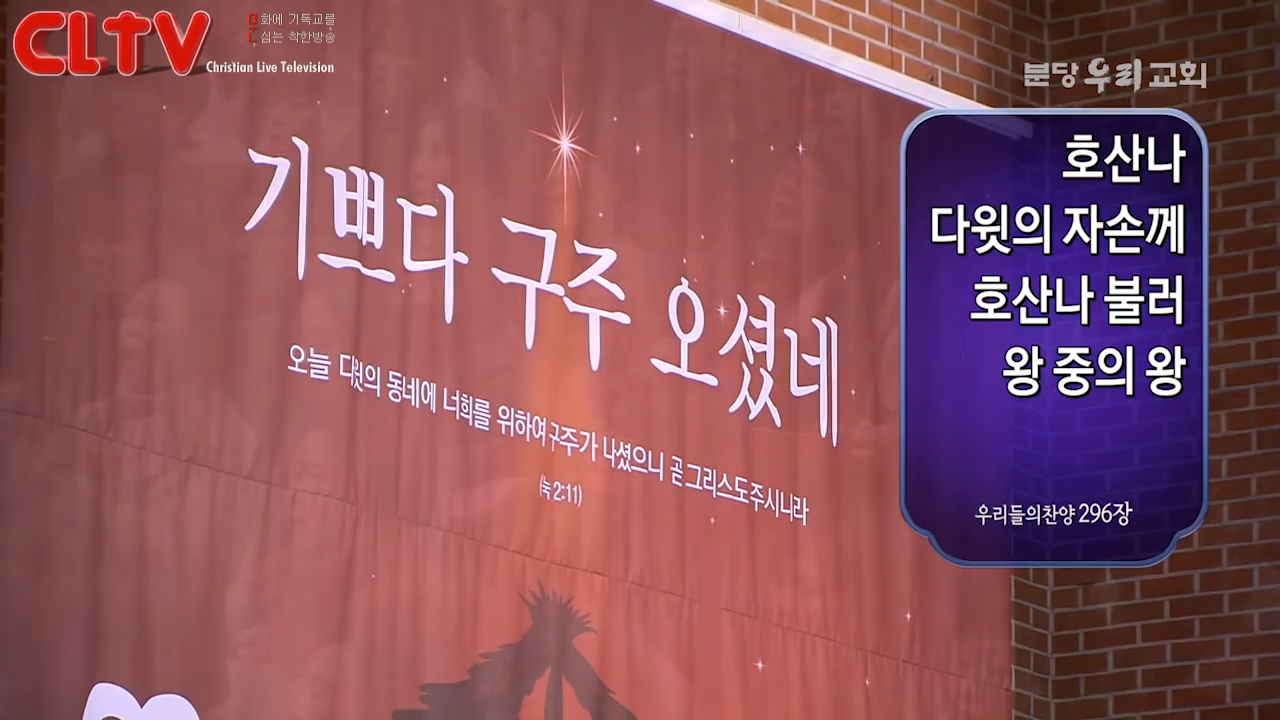 CLTV
문화에 기독교를
심는 착한방송
Christian Live Television
분당우리교회
기쁘다 구주 오셨네
오늘 다윗의 동네에 너희를 위하여 구주가 나셨으니 곧 그리스도 주시니라
(눅 2:11)
호산나
다윗의 자손께
호산나 불러
왕 중의 왕
우리들의찬양 296장